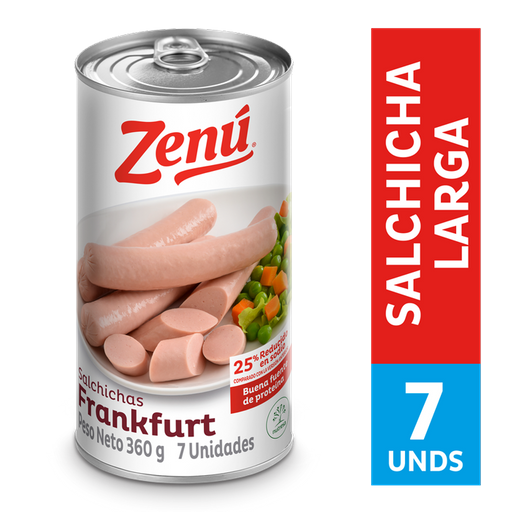 Zenú
25% Reducción
en sodio
Buena fuente
de proteína
Salchichas
Frankfurt
Peso Neto 360 g 7 Unidades
SALCHICHA
LARGA
7
UNDS